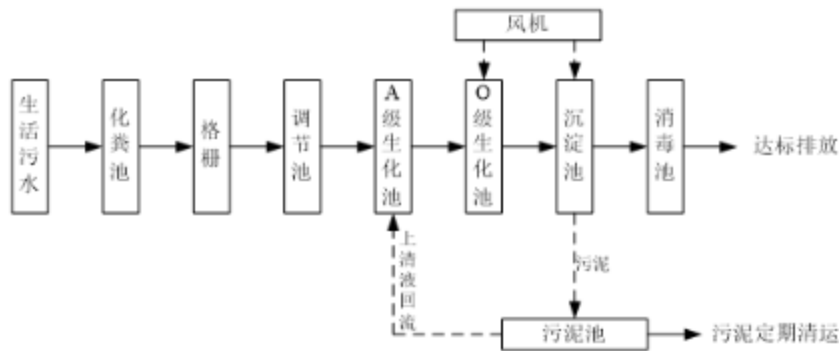 风机
生活污水
化粪池
格栅
调节池
A级生化池
O级生化池
沉淀池
消毒池
达标排放
上清液回流
污泥
污泥池
污泥定期清运